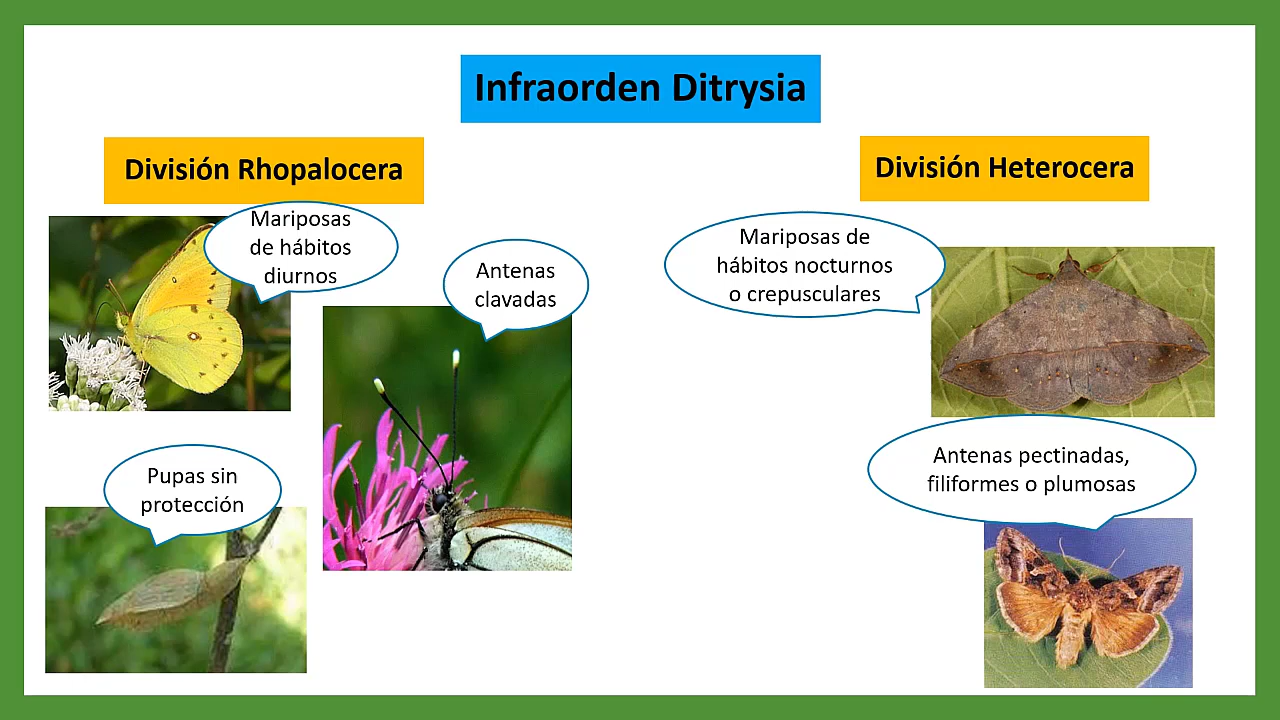 Infraorden Ditrysia
División Rhopalocera
Mariposas
de hábitos
diurnos
Antenas
clavadas
Pupas sin
protección
División Heterocera
Mariposas de
hábitos nocturnos
o crepusculares
Antenas pectinadas,
filiformes o plumosas